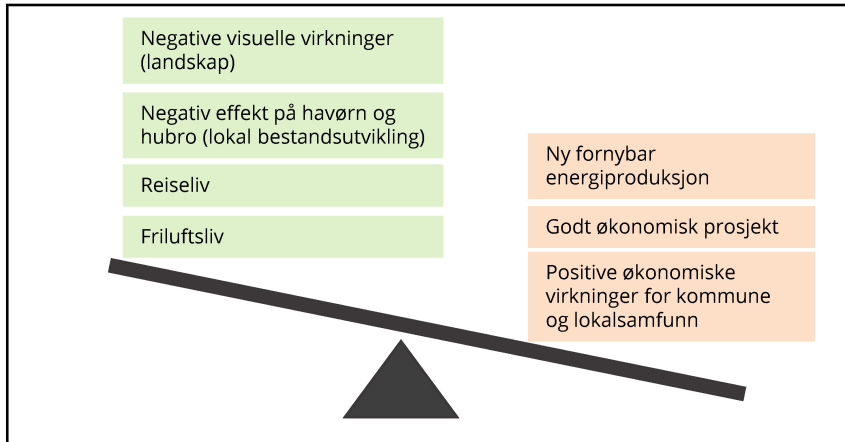 Negative visuelle virkninger
(landskap)
Negativ effekt på havørn og
hubro (lokal bestandsutvikling)
Reiseliv
Friluftsliv
Ny fornybar
energiproduksjon
Godt økonomisk prosjekt
Positive økonomiske
virkninger for kommune
og lokalsamfunn